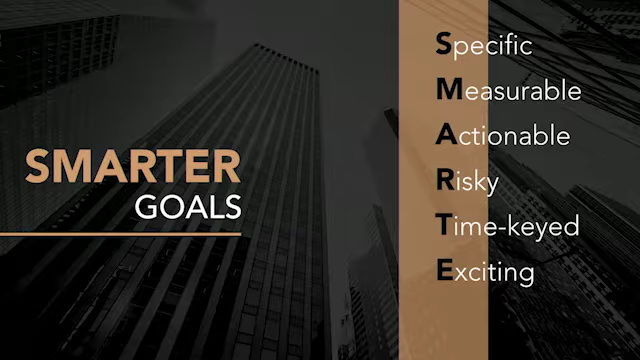 SMARTER
GOALS
Specific
Measurable
Actionable
Risky
Time-keyed
Exciting